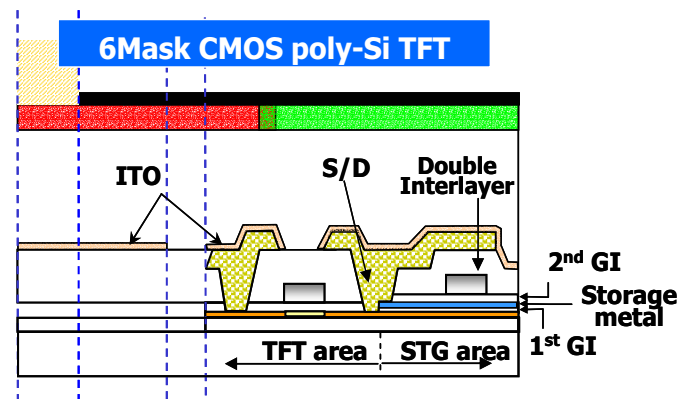 6Mask CMOS poly-Si TFT
ITO
S/D
Double
Interlayer
2nd GI
Storage
metal
1st GI
TFT area
STG area